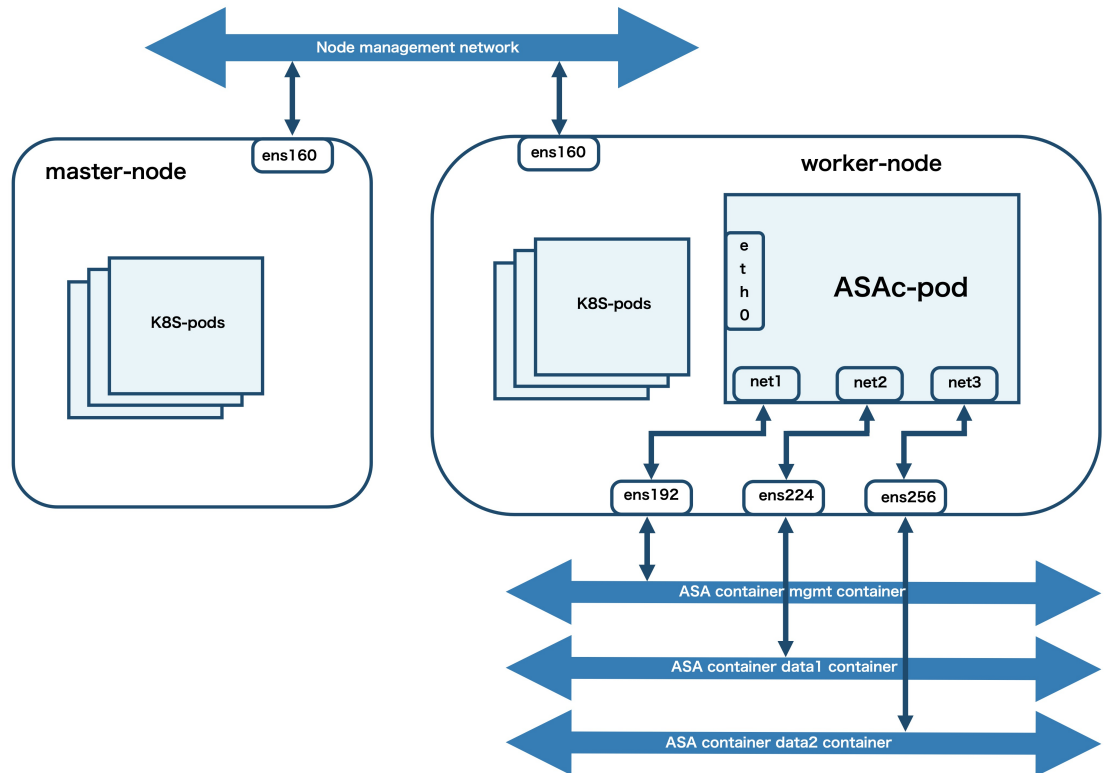 Node management network
ens160
ens160
master-node
worker-node
e
t
h
0
ASAc-pod
K8S-pods
K8S-pods
net1
net2
net3
ens192
ens224
ens256
ASA container mgmt container
ASA container data1 container
ASA container data2 container